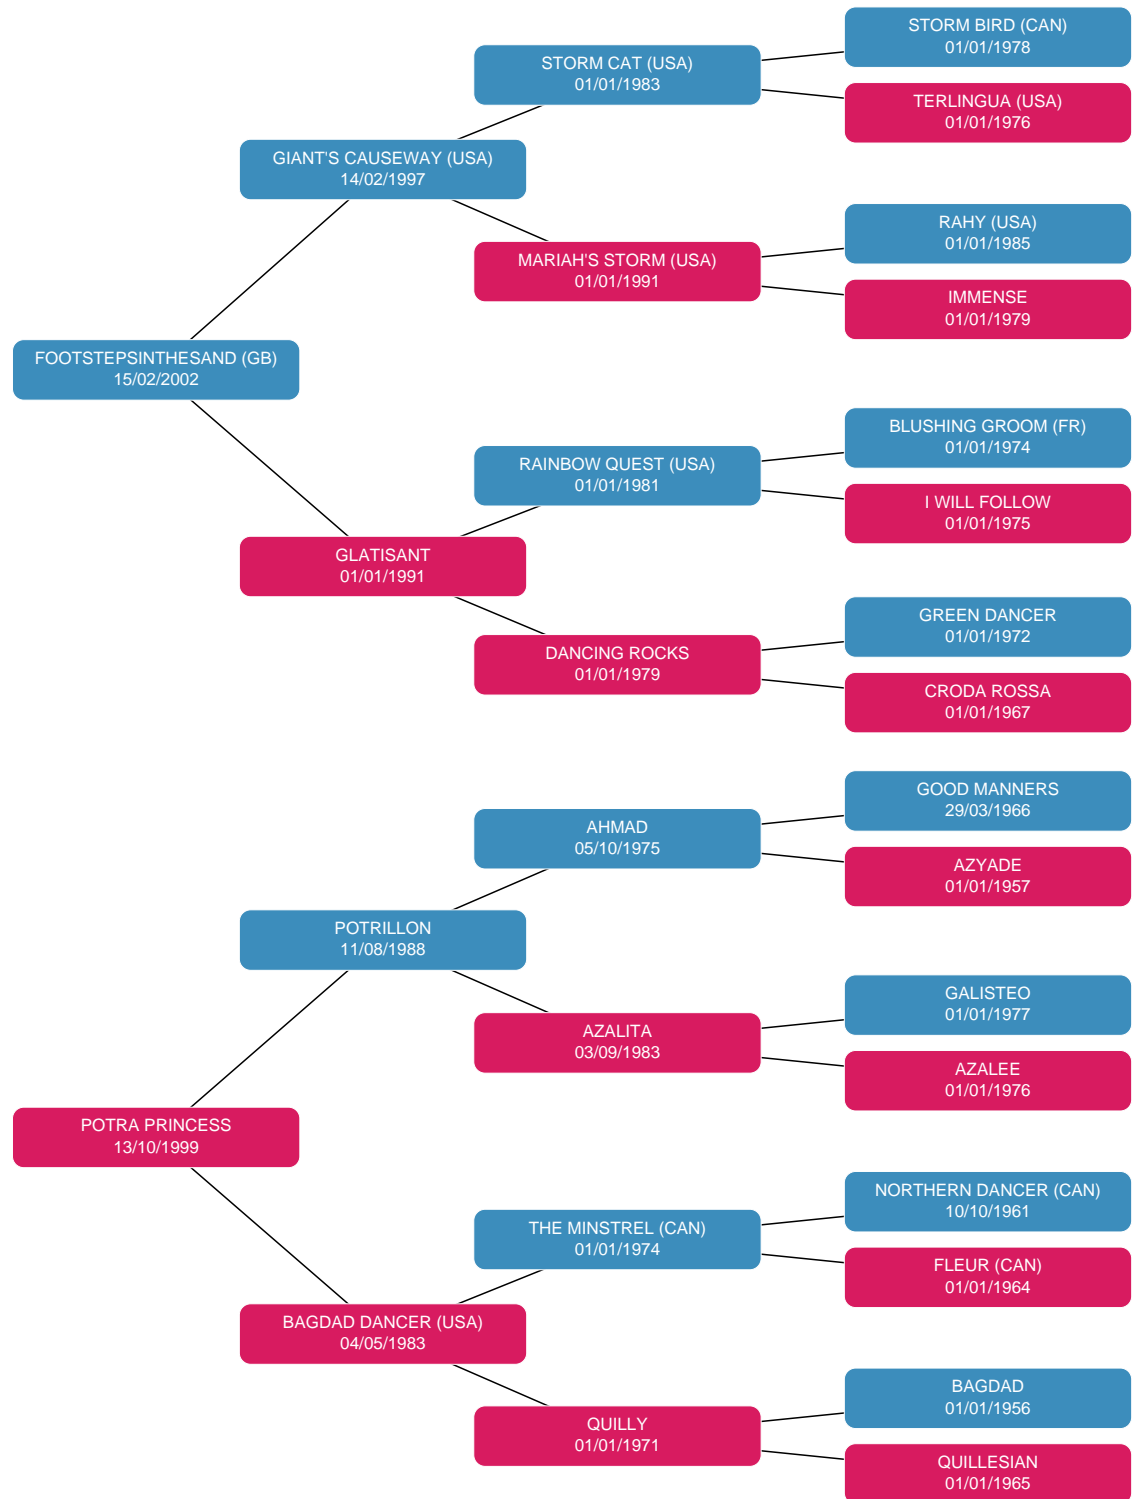 STORM BIRD (CAN)
01/01/1978
STORM CAT (USA)
01/01/1983
TERLINGUA (USA)
01/01/1976
GIANT'S CAUSEWAY (USA)
14/02/1997
RAHY (USA)
01/01/1985
MARIAH'S STORM (USA)
01/01/1991
IMMENSE
01/01/1979
FOOTSTEPSINTHESAND (GB)
15/02/2002
BLUSHING GROOM (FR)
01/01/1974
RAINBOW QUEST (USA)
01/01/1981
I WILL FOLLOW
01/01/1975
GLATISANT
01/01/1991
GREEN DANCER
01/01/1972
DANCING ROCKS
01/01/1979
CRODA ROSSA
01/01/1967
GOOD MANNERS
29/03/1966
AHMAD
05/10/1975
AZYADE
01/01/1957
POTRILLON
11/08/1988
GALISTEO
01/01/1977
AZALITA
03/09/1983
AZALEE
01/01/1976
POTRA PRINCESS
13/10/1999
NORTHERN DANCER (CAN)
10/10/1961
THE MINSTREL (CAN)
01/01/1974
FLEUR (CAN)
01/01/1964
BAGDAD DANCER (USA)
04/05/1983
BAGDAD
01/01/1956
QUILLY
01/01/1971
QUILLESIAN
01/01/1965